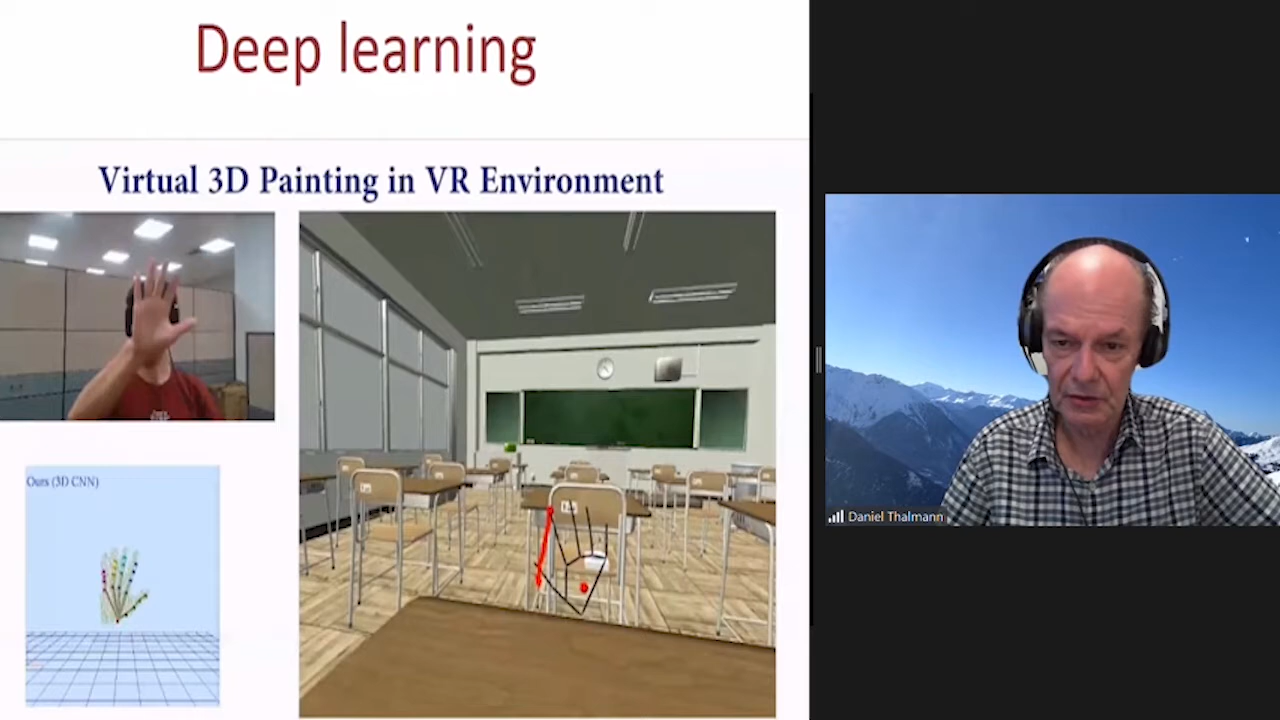 Deep learning
Virtual 3D Painting in VR Environment
Ours (3D CNN)
Daniel Thalmann